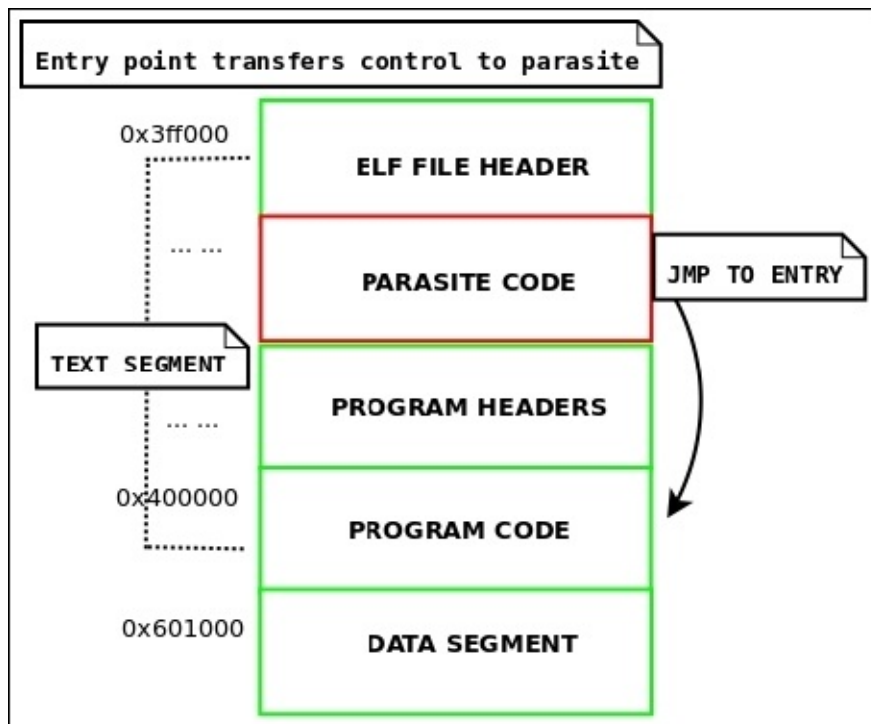 Entry point transfers control to parasite
0x3ff000
ELF FILE HEADER
... ...
PARASITE CODE
JMP TO ENTRY
TEXT SEGMENT
PROGRAM HEADERS
... ...
0x400000
PROGRAM CODE
0x601000
DATA SEGMENT